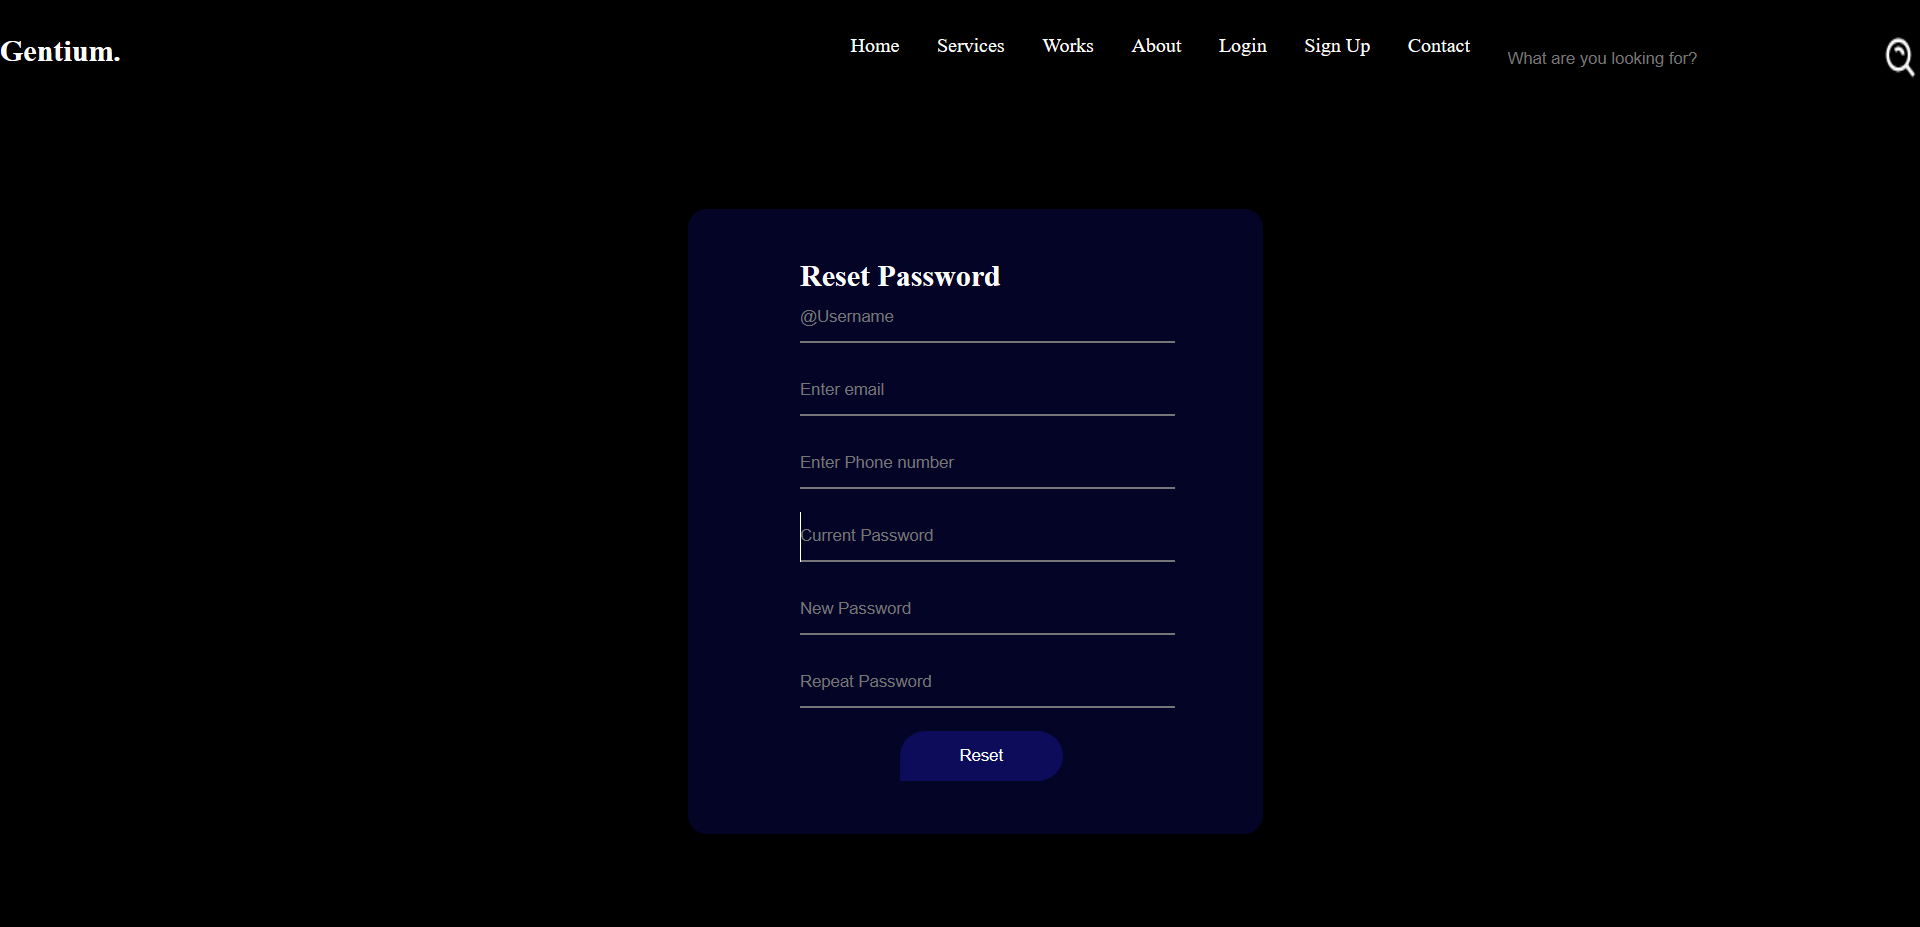 Gentium.
Home Services Works About Login Sign Up Contact What are you looking for?
Reset Password
@Username
Enter email
Enter Phone number
Current Password
New Password
Repeat Password
Reset